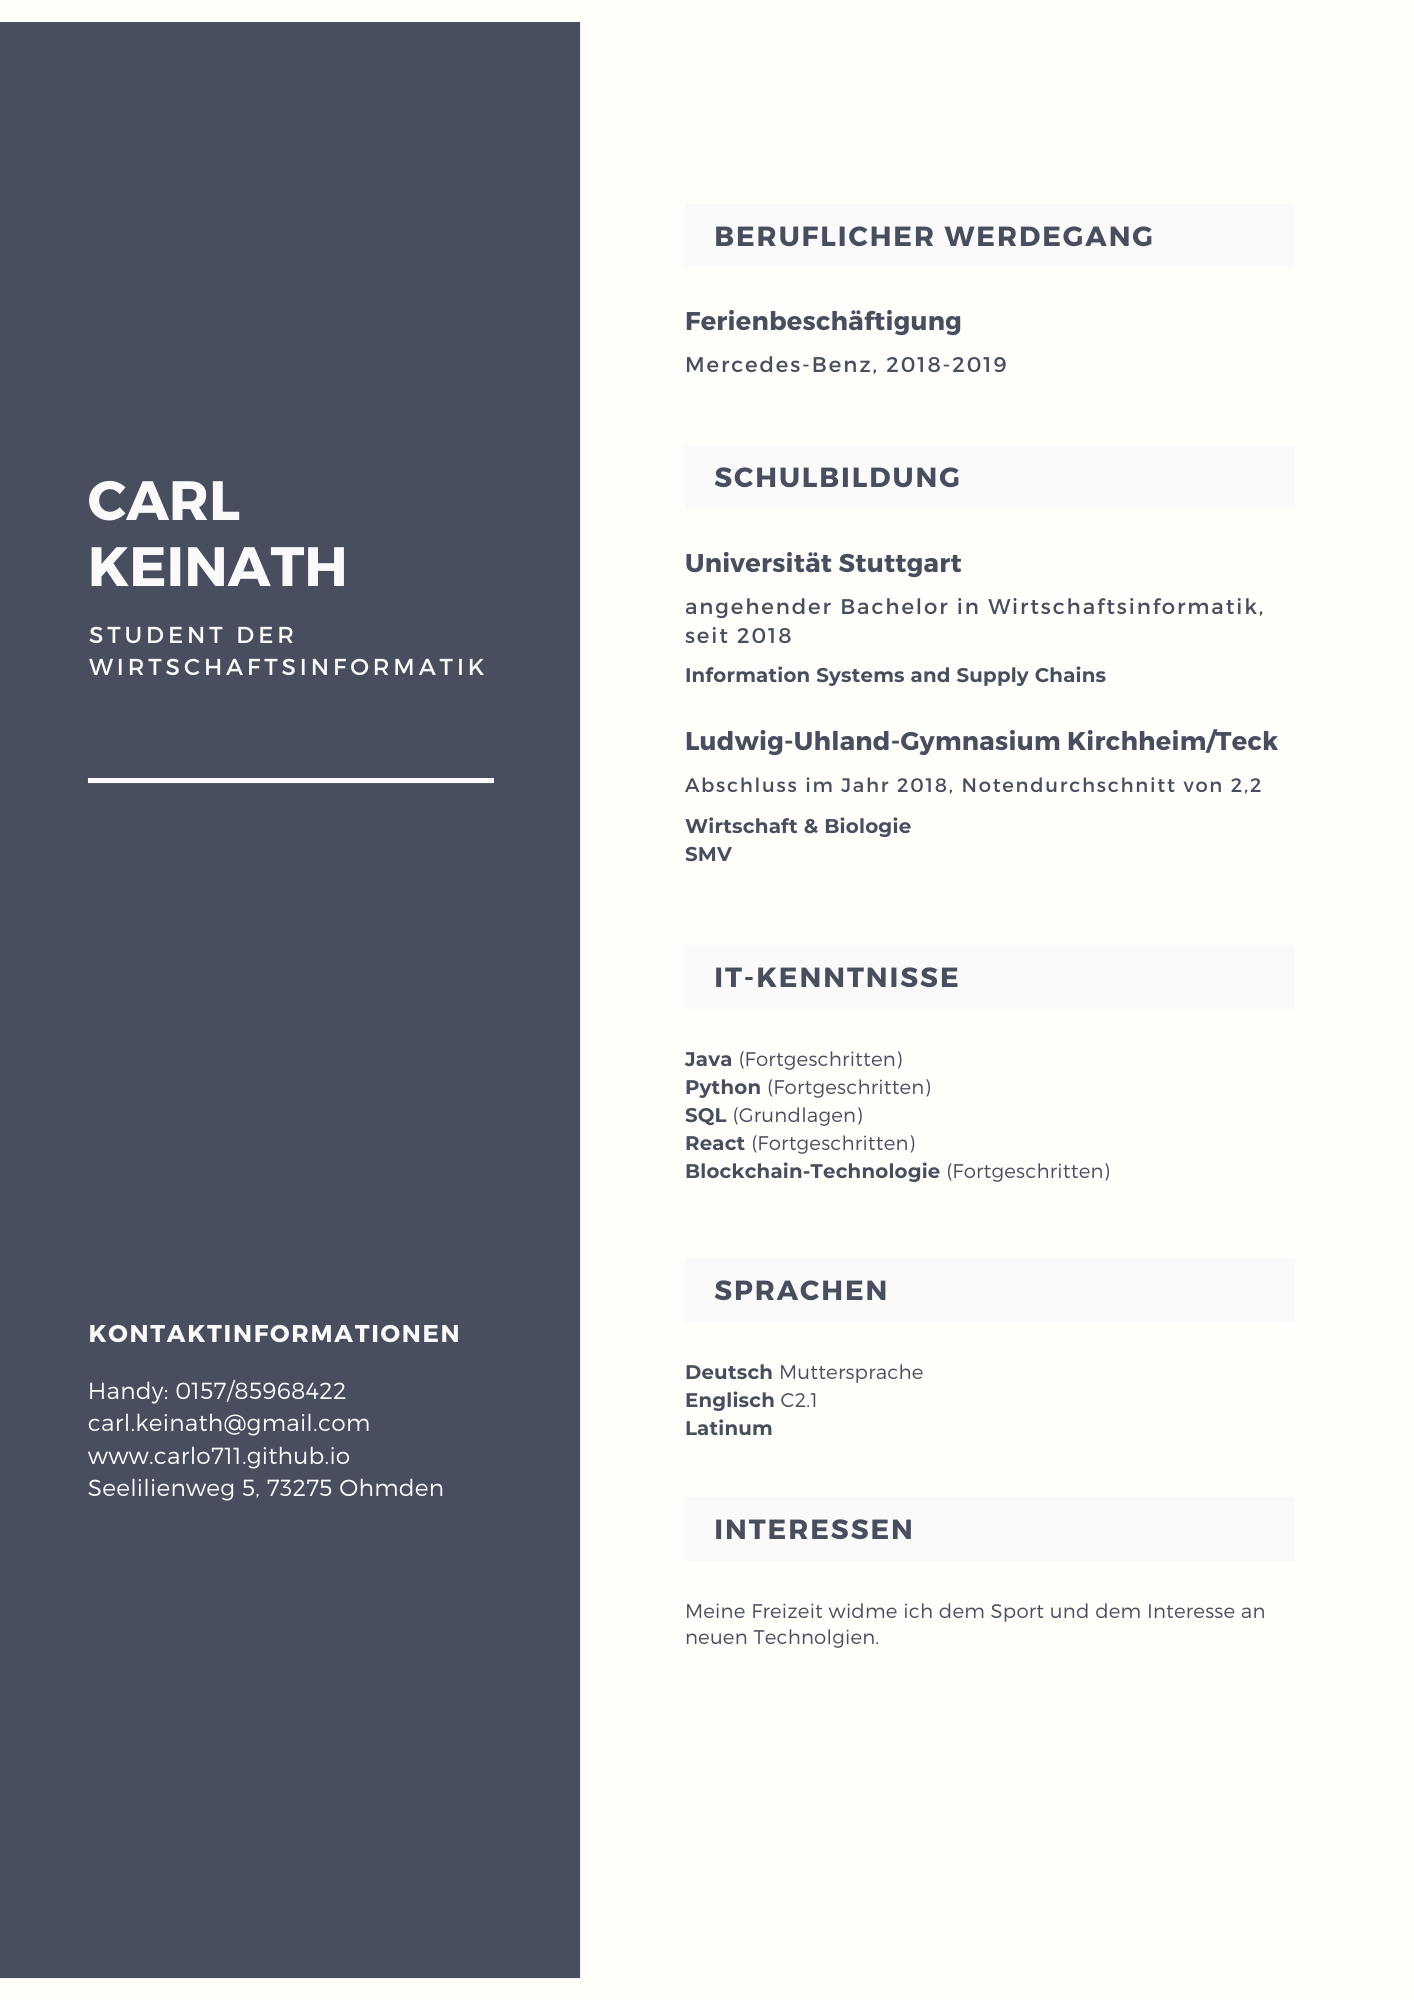 CARL
KEINATH
STUDENT DER
WIRTSCHAFTSINFORMATIK
KONTAKTINFORMATIONEN
Handy: 0157/85968422
carl.keinath@gmail.com
www.carlo711.github.io
Seelilienweg 5, 73275 Ohmden
BERUFLICHER WERDEGANG
Ferienbeschäftigung
Mercedes-Benz, 2018-2019
SCHULBILDUNG
Universität Stuttgart
angehender Bachelor in Wirtschaftsinformatik,
seit 2018
Information Systems and Supply Chains
Ludwig-Uhland-Gymnasium Kirchheim/Teck
Abschluss im Jahr 2018, Notendurchschnitt von 2,2
Wirtschaft & Biologie
SMV
IT-KENNTNISSE
Java (Fortgeschritten)
Python (Fortgeschritten)
SQL (Grundlagen)
React (Fortgeschritten)
Blockchain-Technologie (Fortgeschritten)
SPRACHEN
Deutsch Muttersprache
Englisch C2.1
Latinum
INTERESSEN
Meine Freizeit widme ich dem Sport und dem Interesse an
neuen Technolgien.